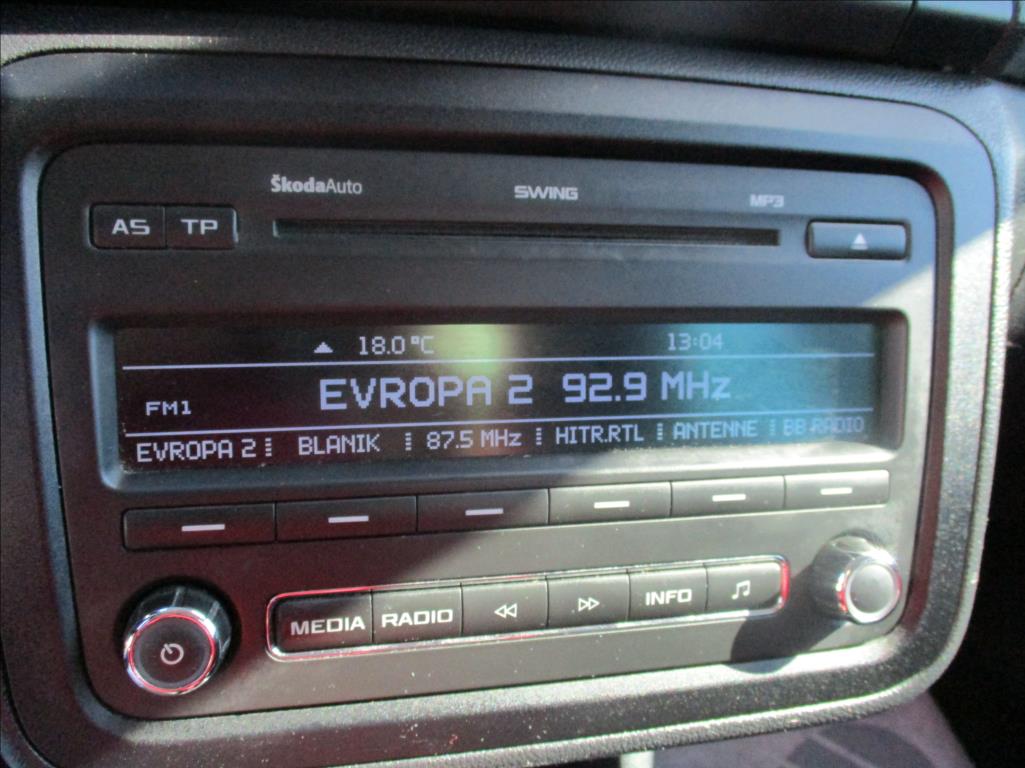 ŠkodaAuto SWING MP3
AS TP
18.0 °C 13:04
FM1 EVROPA 2 92.9 MHz
EVROPA 2 BLANIK 87.5 MHz HITR.RTL ANTENNE BB RADIO
MEDIA RADIO INFO